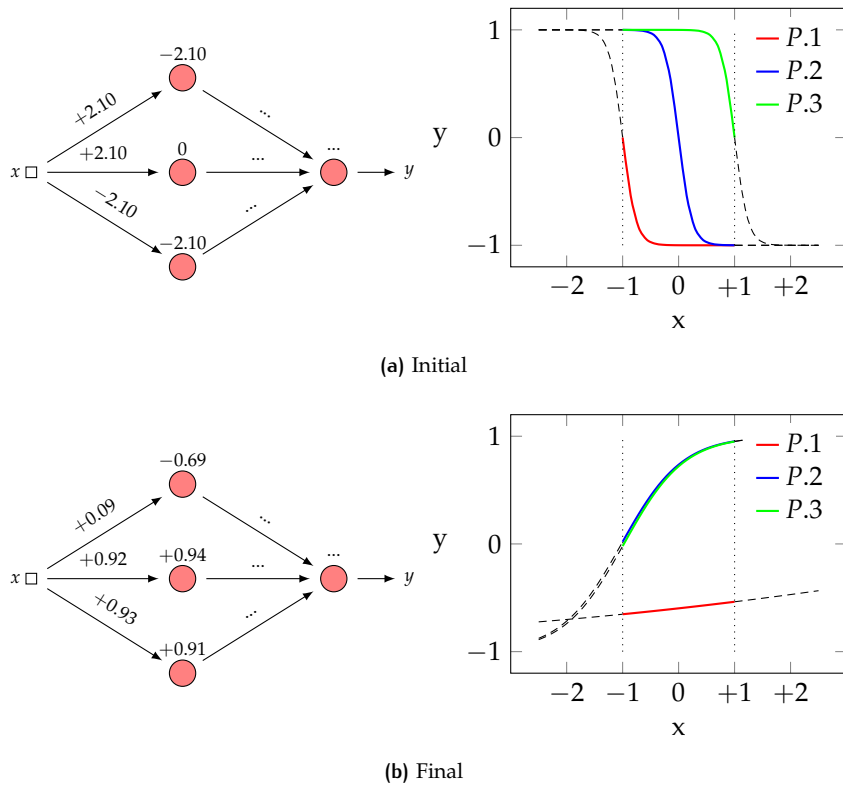 −2.10
+2.10
...
0
...
+2.10
...
x
y
−2.10
...
−2.10
1
0
−1
y
−2
−1
0
+1
+2
x
P.1
P.2
P.3
(a) Initial
−0.69
+0.09
...
+0.94
...
+0.92
...
x
y
+0.93
...
+0.91
1
0
−1
y
−2
−1
0
+1
+2
x
P.1
P.2
P.3
(b) Final